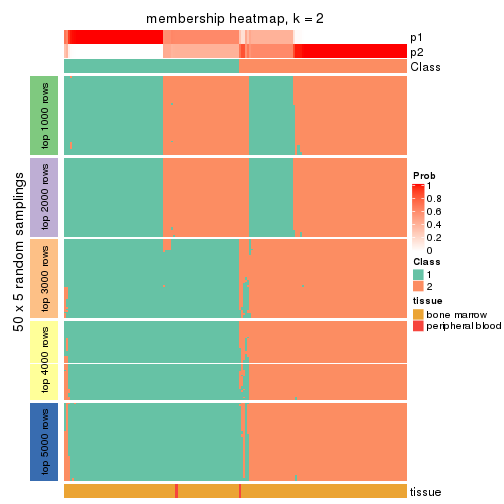 membership heatmap, k = 2
p1
p2
Class
50 x 5 random samplings
top 1000 rows
top 2000 rows
top 3000 rows
top 4000 rows
top 5000 rows
Prob
1
0.8
0.6
0.4
0.2
0
Class
1
2
tissue
bone marrow
peripheral blood
tissue